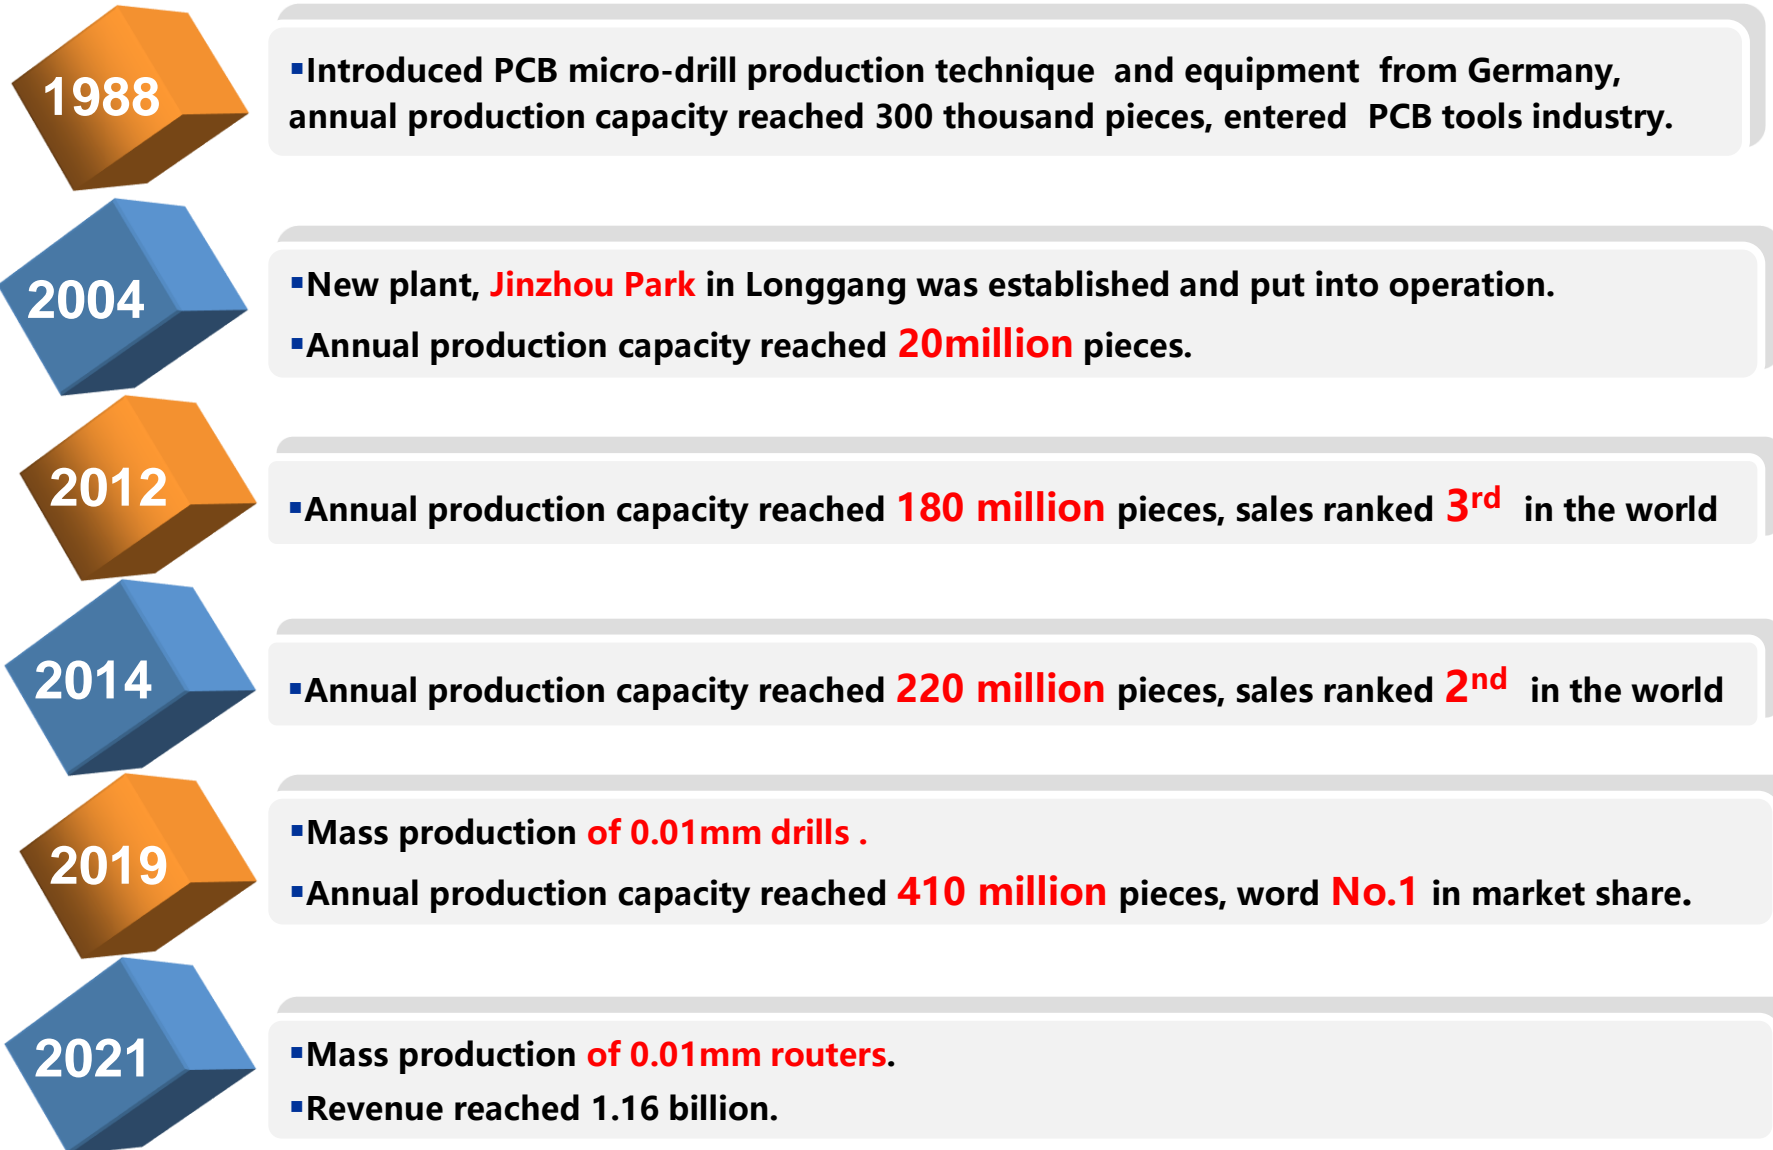 1988
▪Introduced PCB micro-drill production technique and equipment from Germany,
annual production capacity reached 300 thousand pieces, entered PCB tools industry.
2004
▪New plant, Jinzhou Park in Longgang was established and put into operation.
▪Annual production capacity reached 20million pieces.
2012
▪Annual production capacity reached 180 million pieces, sales ranked 3rd in the world
2014
▪Annual production capacity reached 220 million pieces, sales ranked 2nd in the world
2019
▪Mass production of 0.01mm drills .
▪Annual production capacity reached 410 million pieces, word No.1 in market share.
2021
▪Mass production of 0.01mm routers.
▪Revenue reached 1.16 billion.